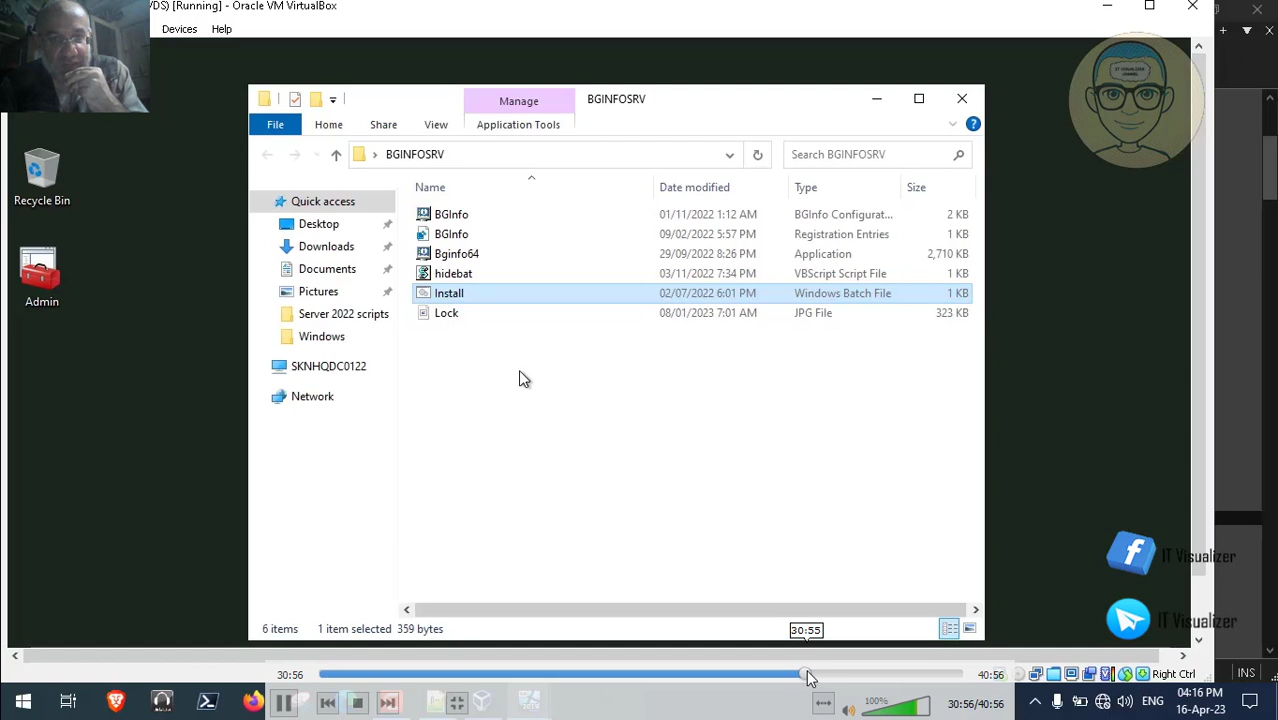 VDS) [Running] - Oracle VM VirtualBox
Devices Help
IT VISUALIZER
CHANNEL
Manage BGINFOSRV
File Home Share View Application Tools
BGINFOSRV Search BGINFOSRV
Name Date modified Type Size
Quick access
Desktop
Downloads
Documents
Pictures
Server 2022 scripts
Windows
SKNHQDC0122
Network
BGInfo 01/11/2022 1:12 AM BGInfo Configurat... 2 KB
BGInfo 09/02/2022 5:57 PM Registration Entries 1 KB
Bginfo64 29/09/2022 8:26 PM Application 2,710 KB
hidebat 03/11/2022 7:34 PM VBScript Script File 1 KB
Install 02/07/2022 6:01 PM Windows Batch File 1 KB
Lock 08/01/2023 7:01 AM JPG File 323 KB
Recycle Bin
Admin
IT Visualizer
IT Visualizer
6 items 1 item selected 359 bytes
30:55
30:56 40:56 Right Ctrl INS
100% 30:56/40:56 ENG 04:16 PM
16-Apr-23